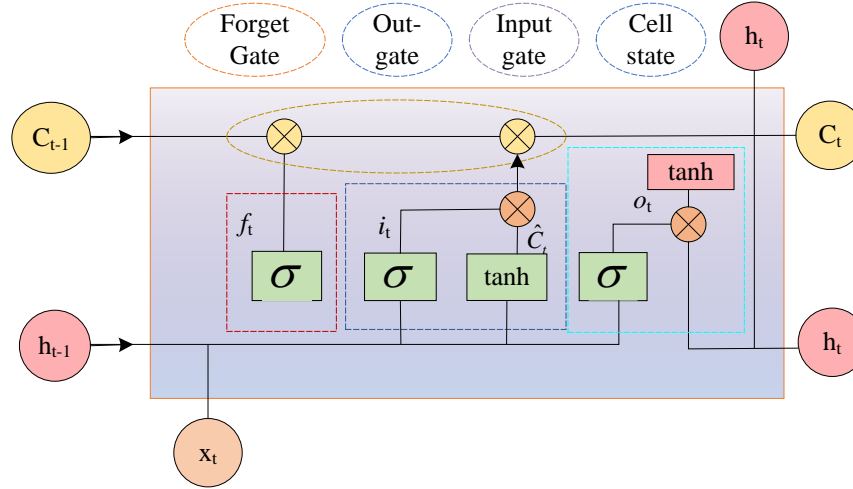 Forget
Gate
Out-
gate
Input
gate
Cell
state
h_t
C_{t-1}
C_t
tanh
f_t
i_t
o_t
Ĉ_t
σ
σ
tanh
σ
h_{t-1}
h_t
x_t